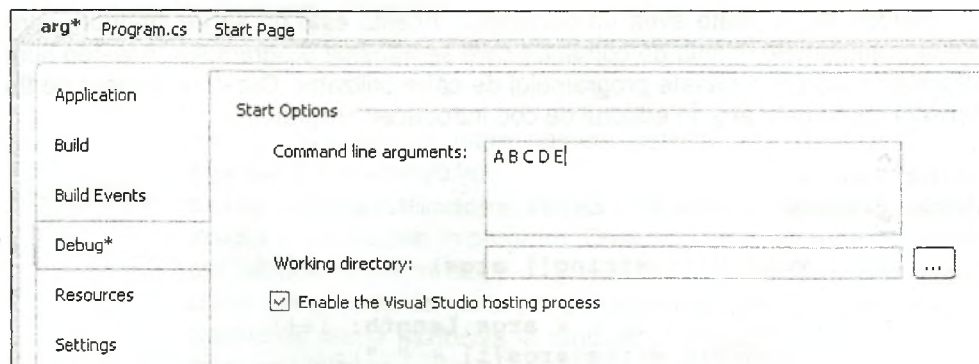 arg* Program.cs Start Page
Application
Start Options
Build
Command line arguments: A B C D E
Build Events
Debug*
Working directory: ...
Resources
Enable the Visual Studio hosting process
Settings